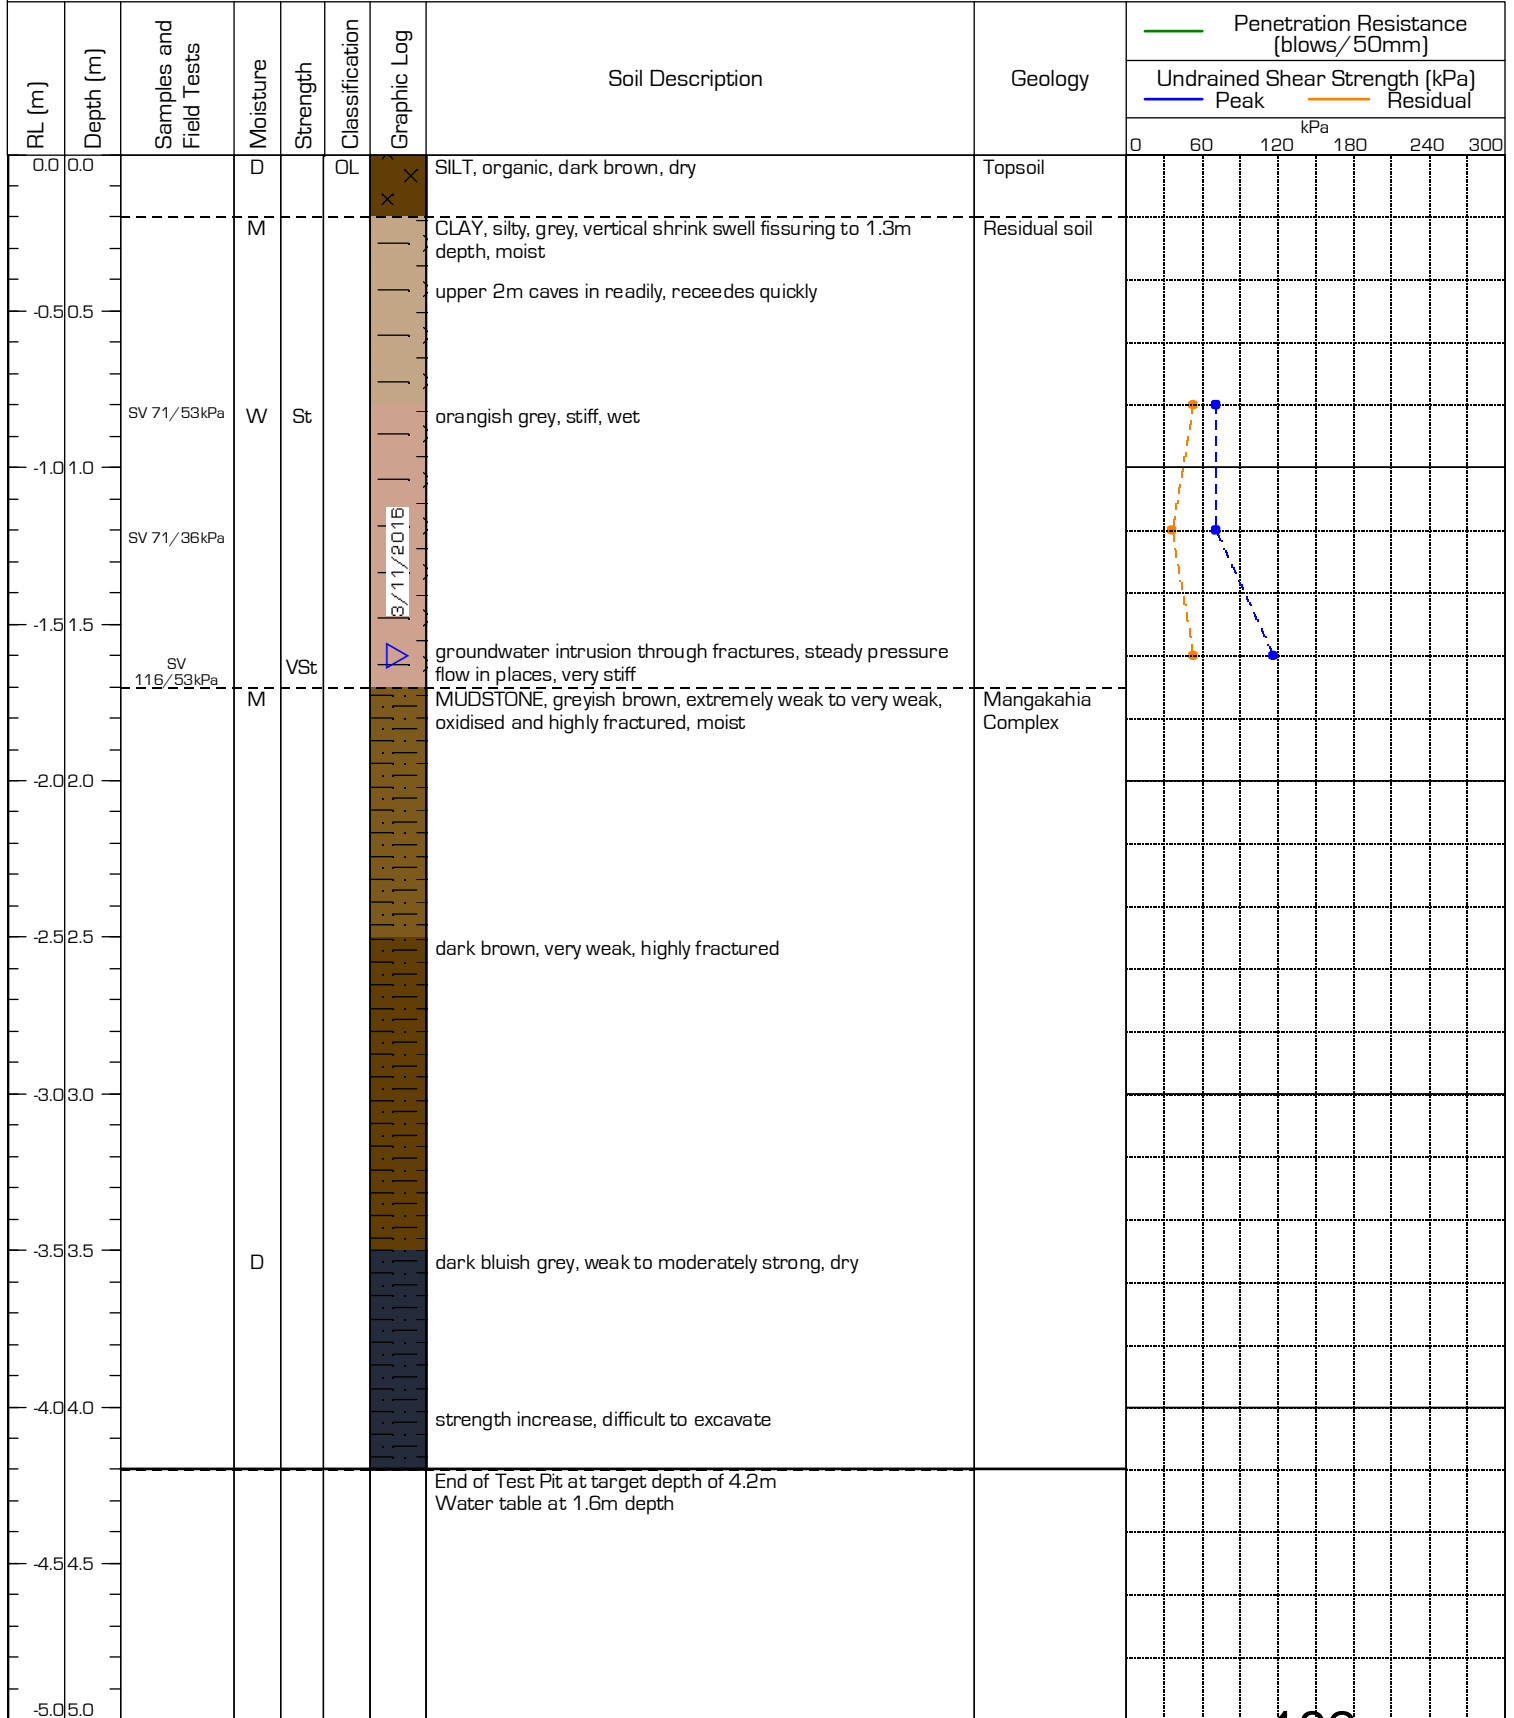 RL (m)
Depth (m)
Samples and
Field Tests
Moisture
Strength
Classification
Graphic Log
Soil Description
Geology
Penetration Resistance
(blows/50mm)
Undrained Shear Strength (kPa)
Peak Residual
kPa
0 60 120 180 240 300
0.0 0.0 D OL SILT, organic, dark brown, dry Topsoil
M CLAY, silty, grey, vertical shrink swell fissuring to 1.3m Residual soil
depth, moist
upper 2m caves in readily, receedes quickly
-0.5 0.5
SV 71/53kPa W St orangish grey, stiff, wet
-1.0 1.0
SV 71/36kPa
3/11/2016
-1.5 1.5
groundwater intrusion through fractures, steady pressure
SV VSt flow in places, very stiff
116/53kPa
M MUDSTONE, greyish brown, extremely weak to very weak, Mangakahia
oxidised and highly fractured, moist Complex
-2.0 2.0
-2.5 2.5
dark brown, very weak, highly fractured
-3.0 3.0
-3.5 3.5
D dark bluish grey, weak to moderately strong, dry
-4.0 4.0
strength increase, difficult to excavate
End of Test Pit at target depth of 4.2m
Water table at 1.6m depth
-4.5 4.5
-5.0 5.0